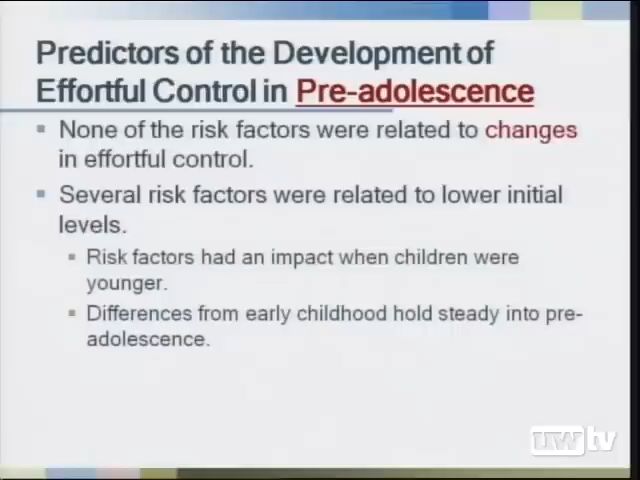 Predictors of the Development of
Effortful Control in Pre-adolescence
None of the risk factors were related to changes
in effortful control.
Several risk factors were related to lower initial
levels.
Risk factors had an impact when children were
younger.
Differences from early childhood hold steady into pre-
adolescence.
uwtv